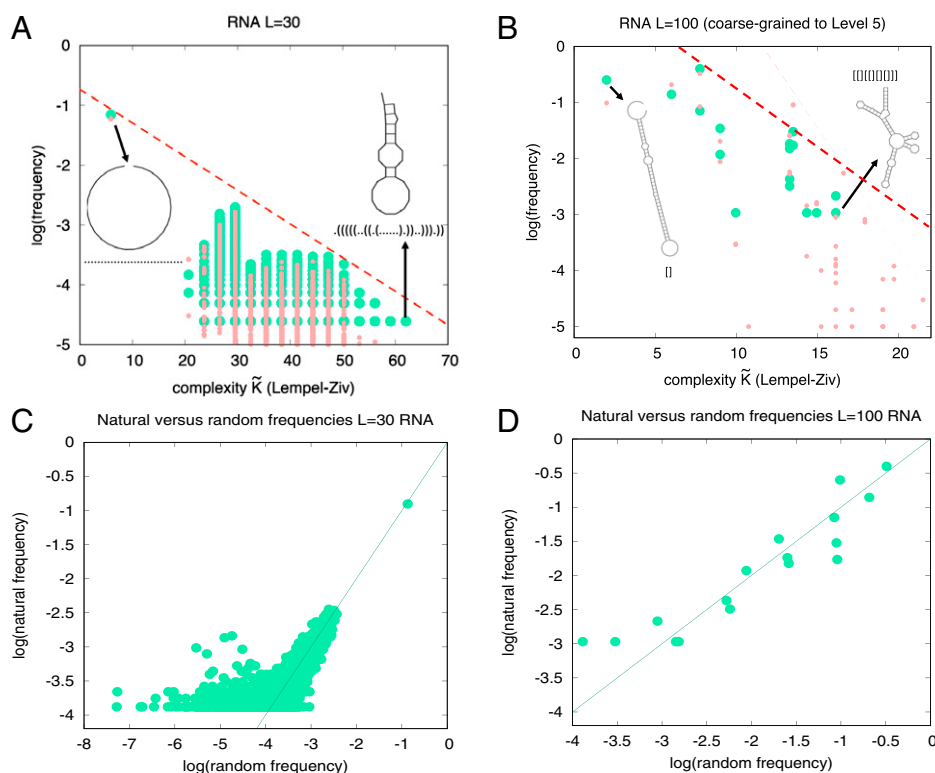 A
RNA L=30
0
-1
-2
-3
-4
-5
log(frequency)
0 10 20 30 40 50 60 70
complexity K̃ (Lempel-Ziv)
..............................
.(((((..((.(......).))..))).))
B
RNA L=100 (coarse-grained to Level 5)
0
-1
-2
-3
-4
-5
log(frequency)
0 5 10 15 20
complexity K̃ (Lempel-Ziv)
[]
[[][[][][]]]
C
Natural versus random frequencies L=30 RNA
0
-0.5
-1
-1.5
-2
-2.5
-3
-3.5
-4
log(natural frequency)
-8 -7 -6 -5 -4 -3 -2 -1 0
log(random frequency)
D
Natural versus random frequencies L=100 RNA
0
-0.5
-1
-1.5
-2
-2.5
-3
-3.5
-4
log(natural frequency)
-4 -3.5 -3 -2.5 -2 -1.5 -1 -0.5 0
log(random frequency)